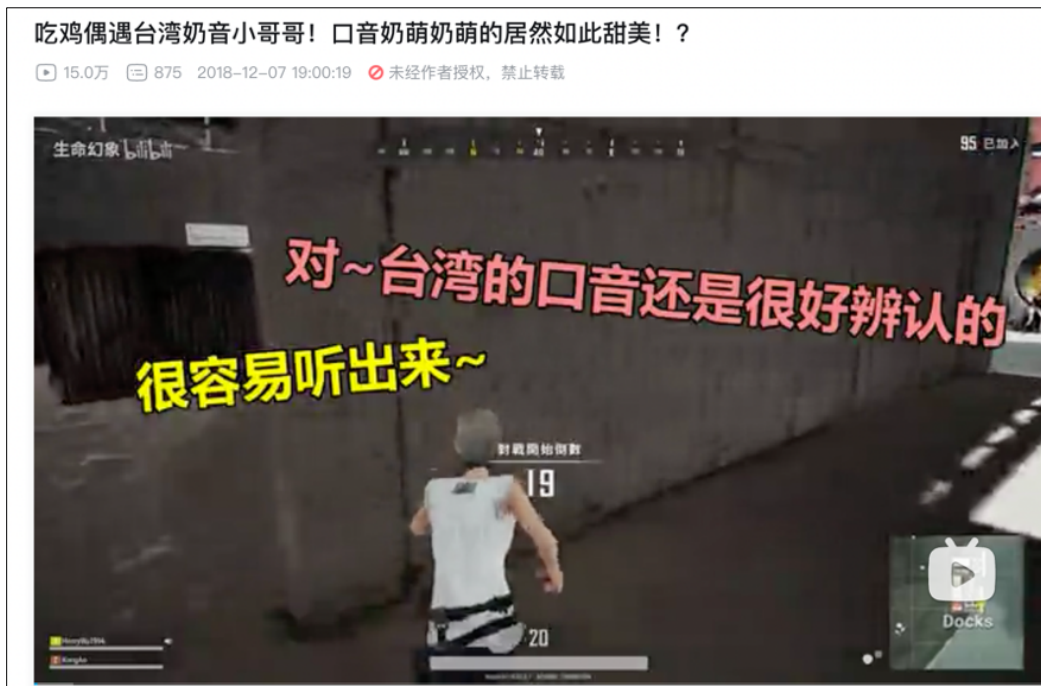 吃鸡偶遇台湾奶音小哥哥！口音奶萌奶萌的居然如此甜美！？
15.0万 875 2018-12-07 19:00:19 未经作者授权，禁止转载
生命幻象 bilibili
95 已加入
对~台湾的口音还是很好辨认的
很容易听出来~
對戰開始倒數
19
20
Docks